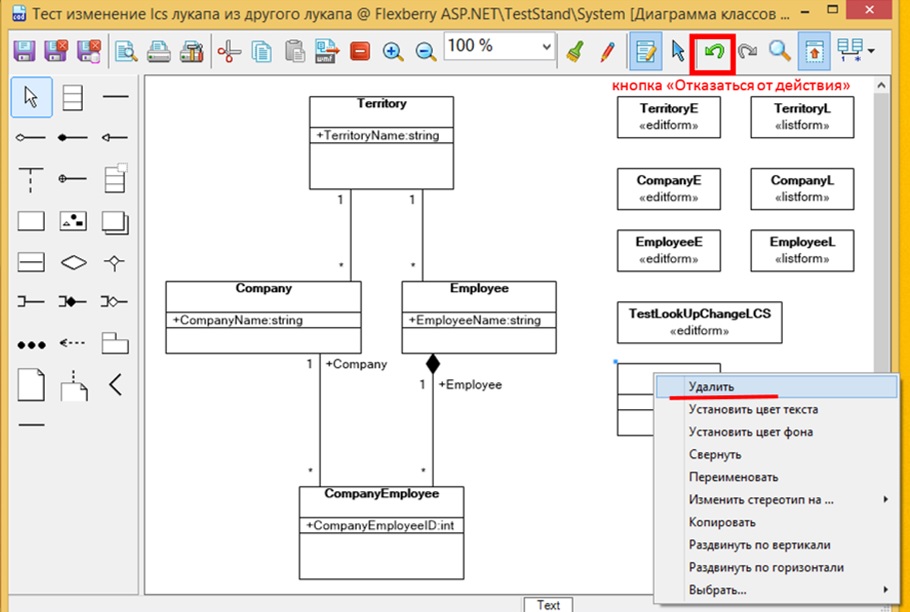 Тест изменение lcs лукапа из другого лукапа @ Flexberry ASP.NET\TestStand\System [Диаграмма классов ...
100 %
кнопка «Отказаться от действия»
Territory
+TerritoryName:string
TerritoryE
«editform»
TerritoryL
«listform»
CompanyE
«editform»
CompanyL
«listform»
1
1
*
*
EmployeeE
«editform»
EmployeeL
«listform»
Company
+CompanyName:string
Employee
+EmployeeName:string
TestLookUpChangeLCS
«editform»
1
+Company
1
+Employee
*
*
CompanyEmployee
+CompanyEmployeeID:int
Удалить
Установить цвет текста
Установить цвет фона
Свернуть
Переименовать
Изменить стереотип на ...
Копировать
Раздвинуть по вертикали
Раздвинуть по горизонтали
Выбрать...
Text